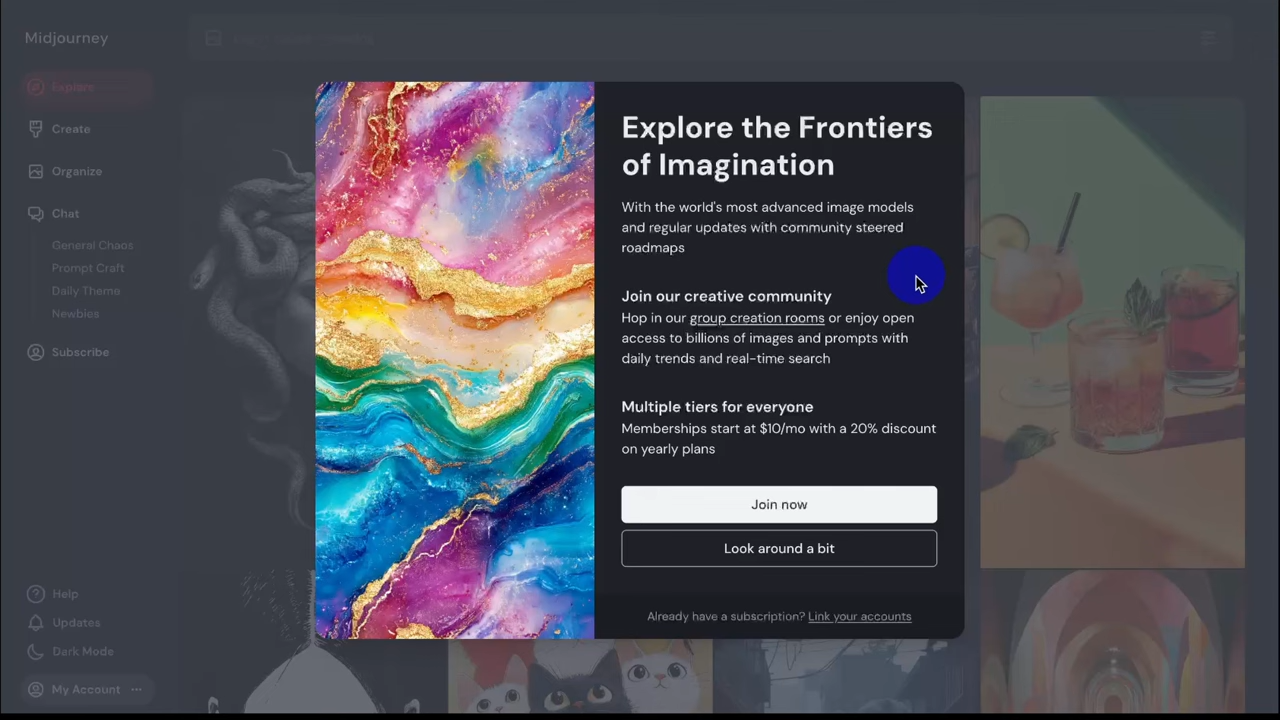 Midjourney
Explore
Create
Organize
Chat
General Chaos
Prompt Craft
Daily Theme
Newbies
Subscribe
Help
Updates
Dark Mode
My Account ...
Explore the Frontiers
of Imagination
With the world's most advanced image models
and regular updates with community steered
roadmaps
Join our creative community
Hop in our group creation rooms or enjoy open
access to billions of images and prompts with
daily trends and real-time search
Multiple tiers for everyone
Memberships start at $10/mo with a 20% discount
on yearly plans
Join now
Look around a bit
Already have a subscription? Link your accounts